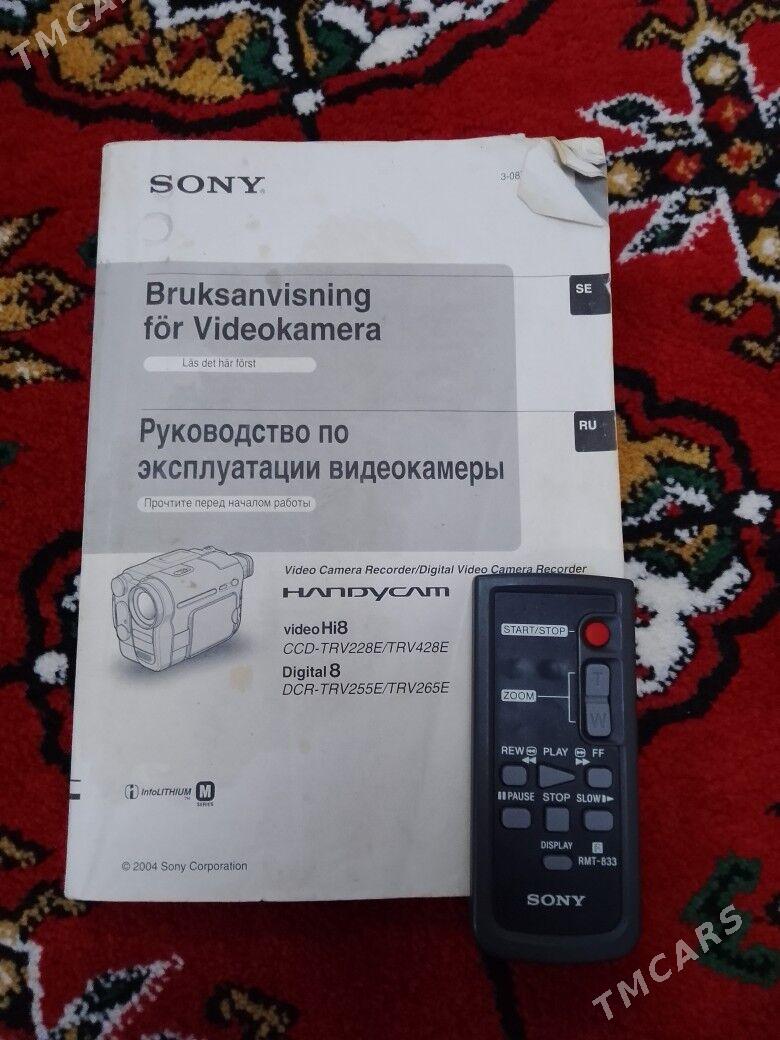 TMCARS
SONY®
3-08
Bruksanvisning
för Videokamera
SE
Läs det här först
Руководство по
эксплуатации видеокамеры
RU
Прочтите перед началом работы
Video Camera Recorder/Digital Video Camera Recorder
HANDYCAM
video Hi8
CCD-TRV228E/TRV428E
Digital 8
DCR-TRV255E/TRV265E
InfoLITHIUM™ M
SERIES
© 2004 Sony Corporation
START/STOP
T
ZOOM
W
REW PLAY FF
PAUSE STOP SLOW
DISPLAY
RMT-833
SONY
TMCARS